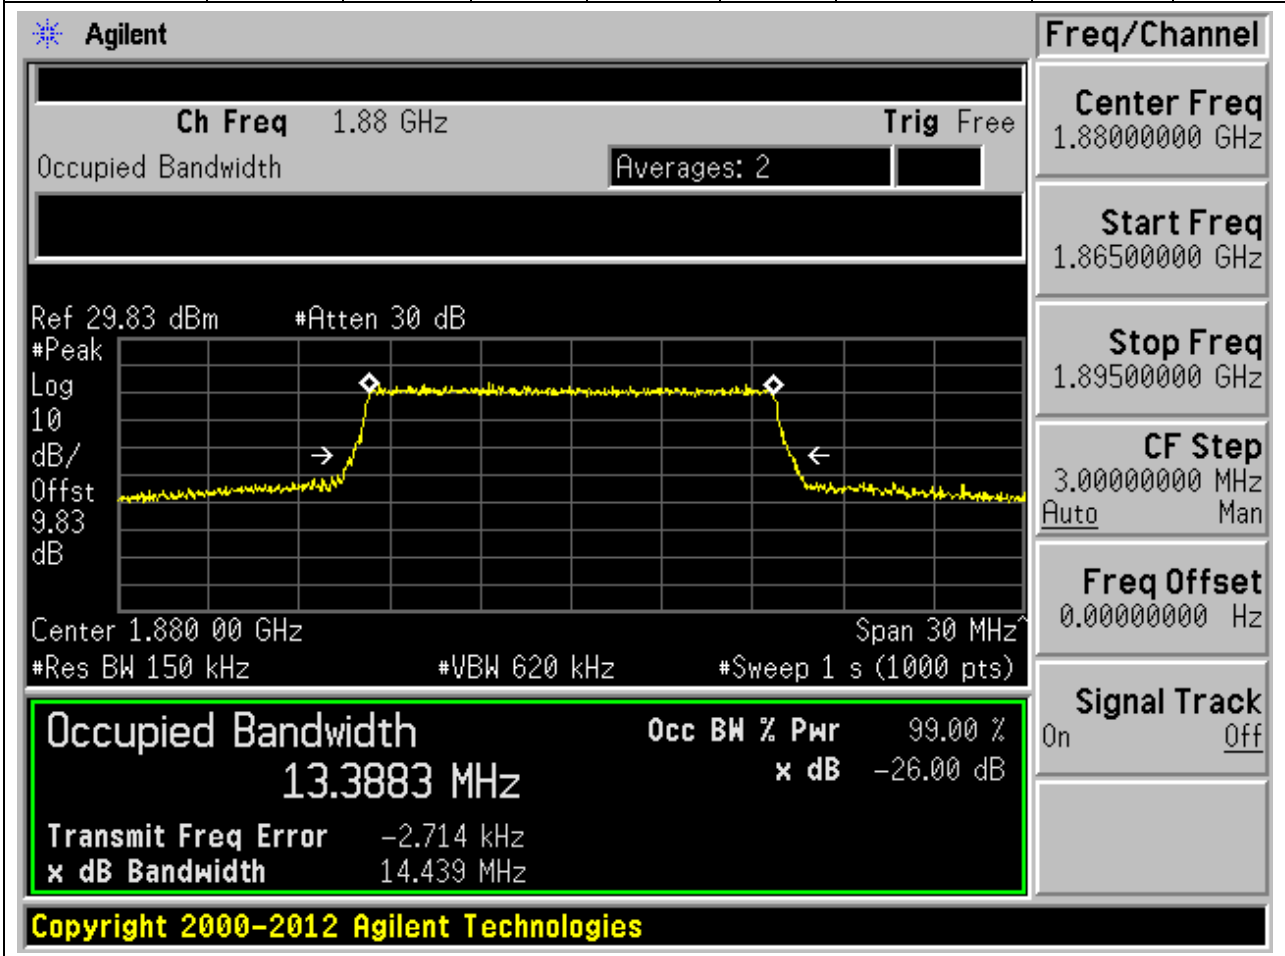 Agilent
Freq/Channel
Ch Freq 1.88 GHz Trig Free
Occupied Bandwidth Averages: 2
Center Freq
1.88000000 GHz
Start Freq
1.86500000 GHz
Stop Freq
1.89500000 GHz
CF Step
3.00000000 MHz
Auto Man
Freq Offset
0.00000000 Hz
Signal Track
On Off
Ref 29.83 dBm #Atten 30 dB
#Peak
Log
10
dB/
Offst
9.83
dB
Center 1.880 00 GHz Span 30 MHz^
#Res BW 150 kHz #VBW 620 kHz #Sweep 1 s (1000 pts)
Occupied Bandwidth Occ BW % Pwr 99.00 %
13.3883 MHz x dB -26.00 dB
Transmit Freq Error -2.714 kHz
x dB Bandwidth 14.439 MHz
Copyright 2000-2012 Agilent Technologies